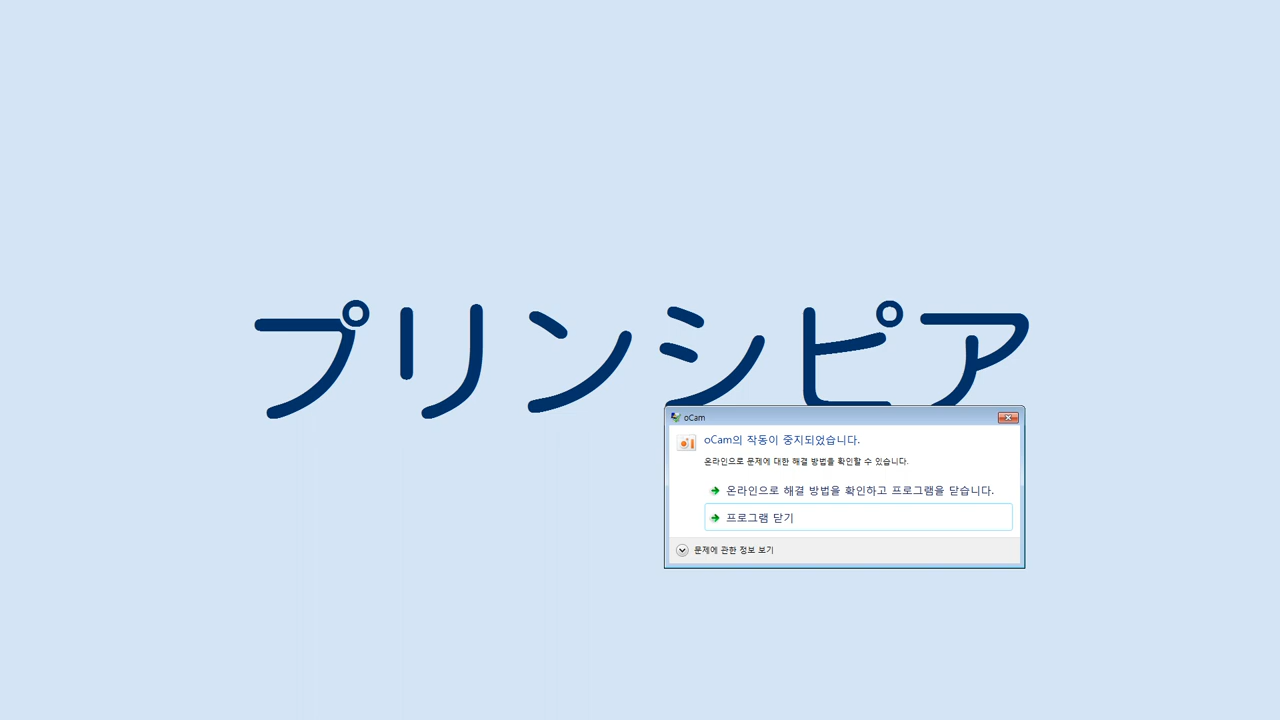 プリンシピア
oCam
oCam의 작동이 중지되었습니다.
온라인으로 문제에 대한 해결 방법을 확인할 수 있습니다.
온라인으로 해결 방법을 확인하고 프로그램을 닫습니다.
프로그램 닫기
문제에 관한 정보 보기